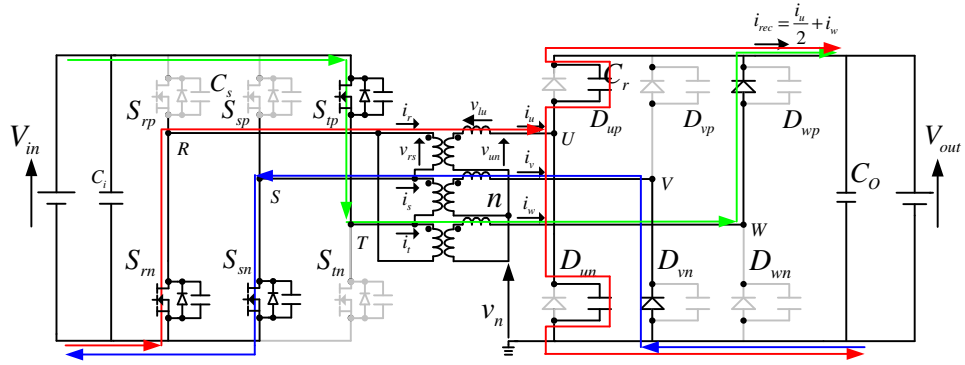 i_rec = i_u/2 + i_w
C_s
C_r
S_rp
S_sp
S_tp
i_r
v_lu
i_u
U
D_up
D_vp
D_wp
V_in
R
v_rs
v_un
i_v
V_out
C_i
S
i_s
n
i_w
V
C_O
T
i_t
W
S_rn
S_sn
S_tn
D_un
D_vn
D_wn
v_n